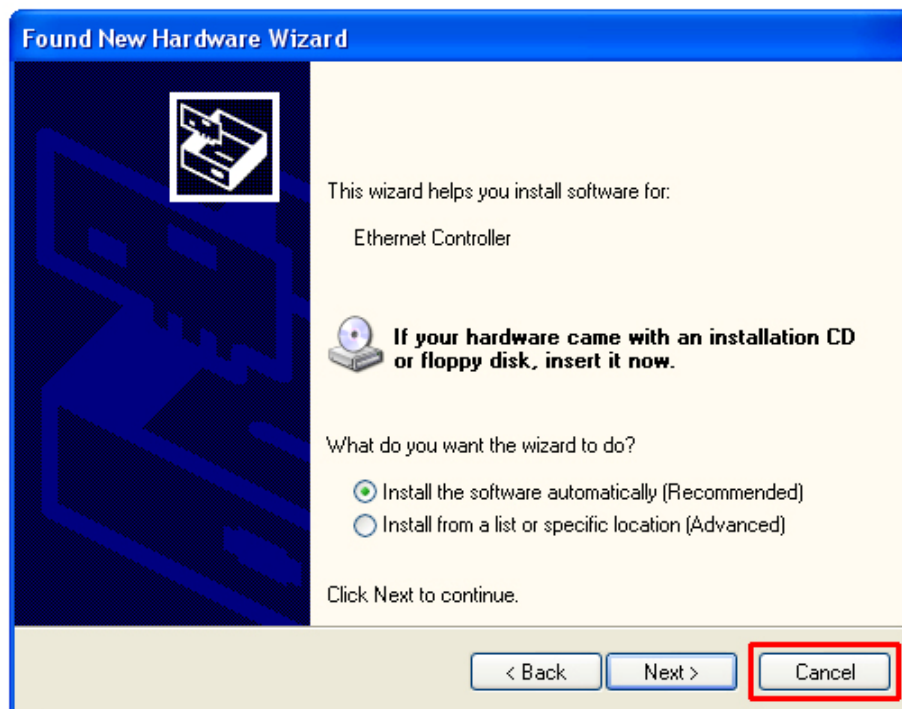 Found New Hardware Wizard
This wizard helps you install software for:
Ethernet Controller
If your hardware came with an installation CD
or floppy disk, insert it now.
What do you want the wizard to do?
Install the software automatically (Recommended)
Install from a list or specific location (Advanced)
Click Next to continue.
< Back
Next >
Cancel